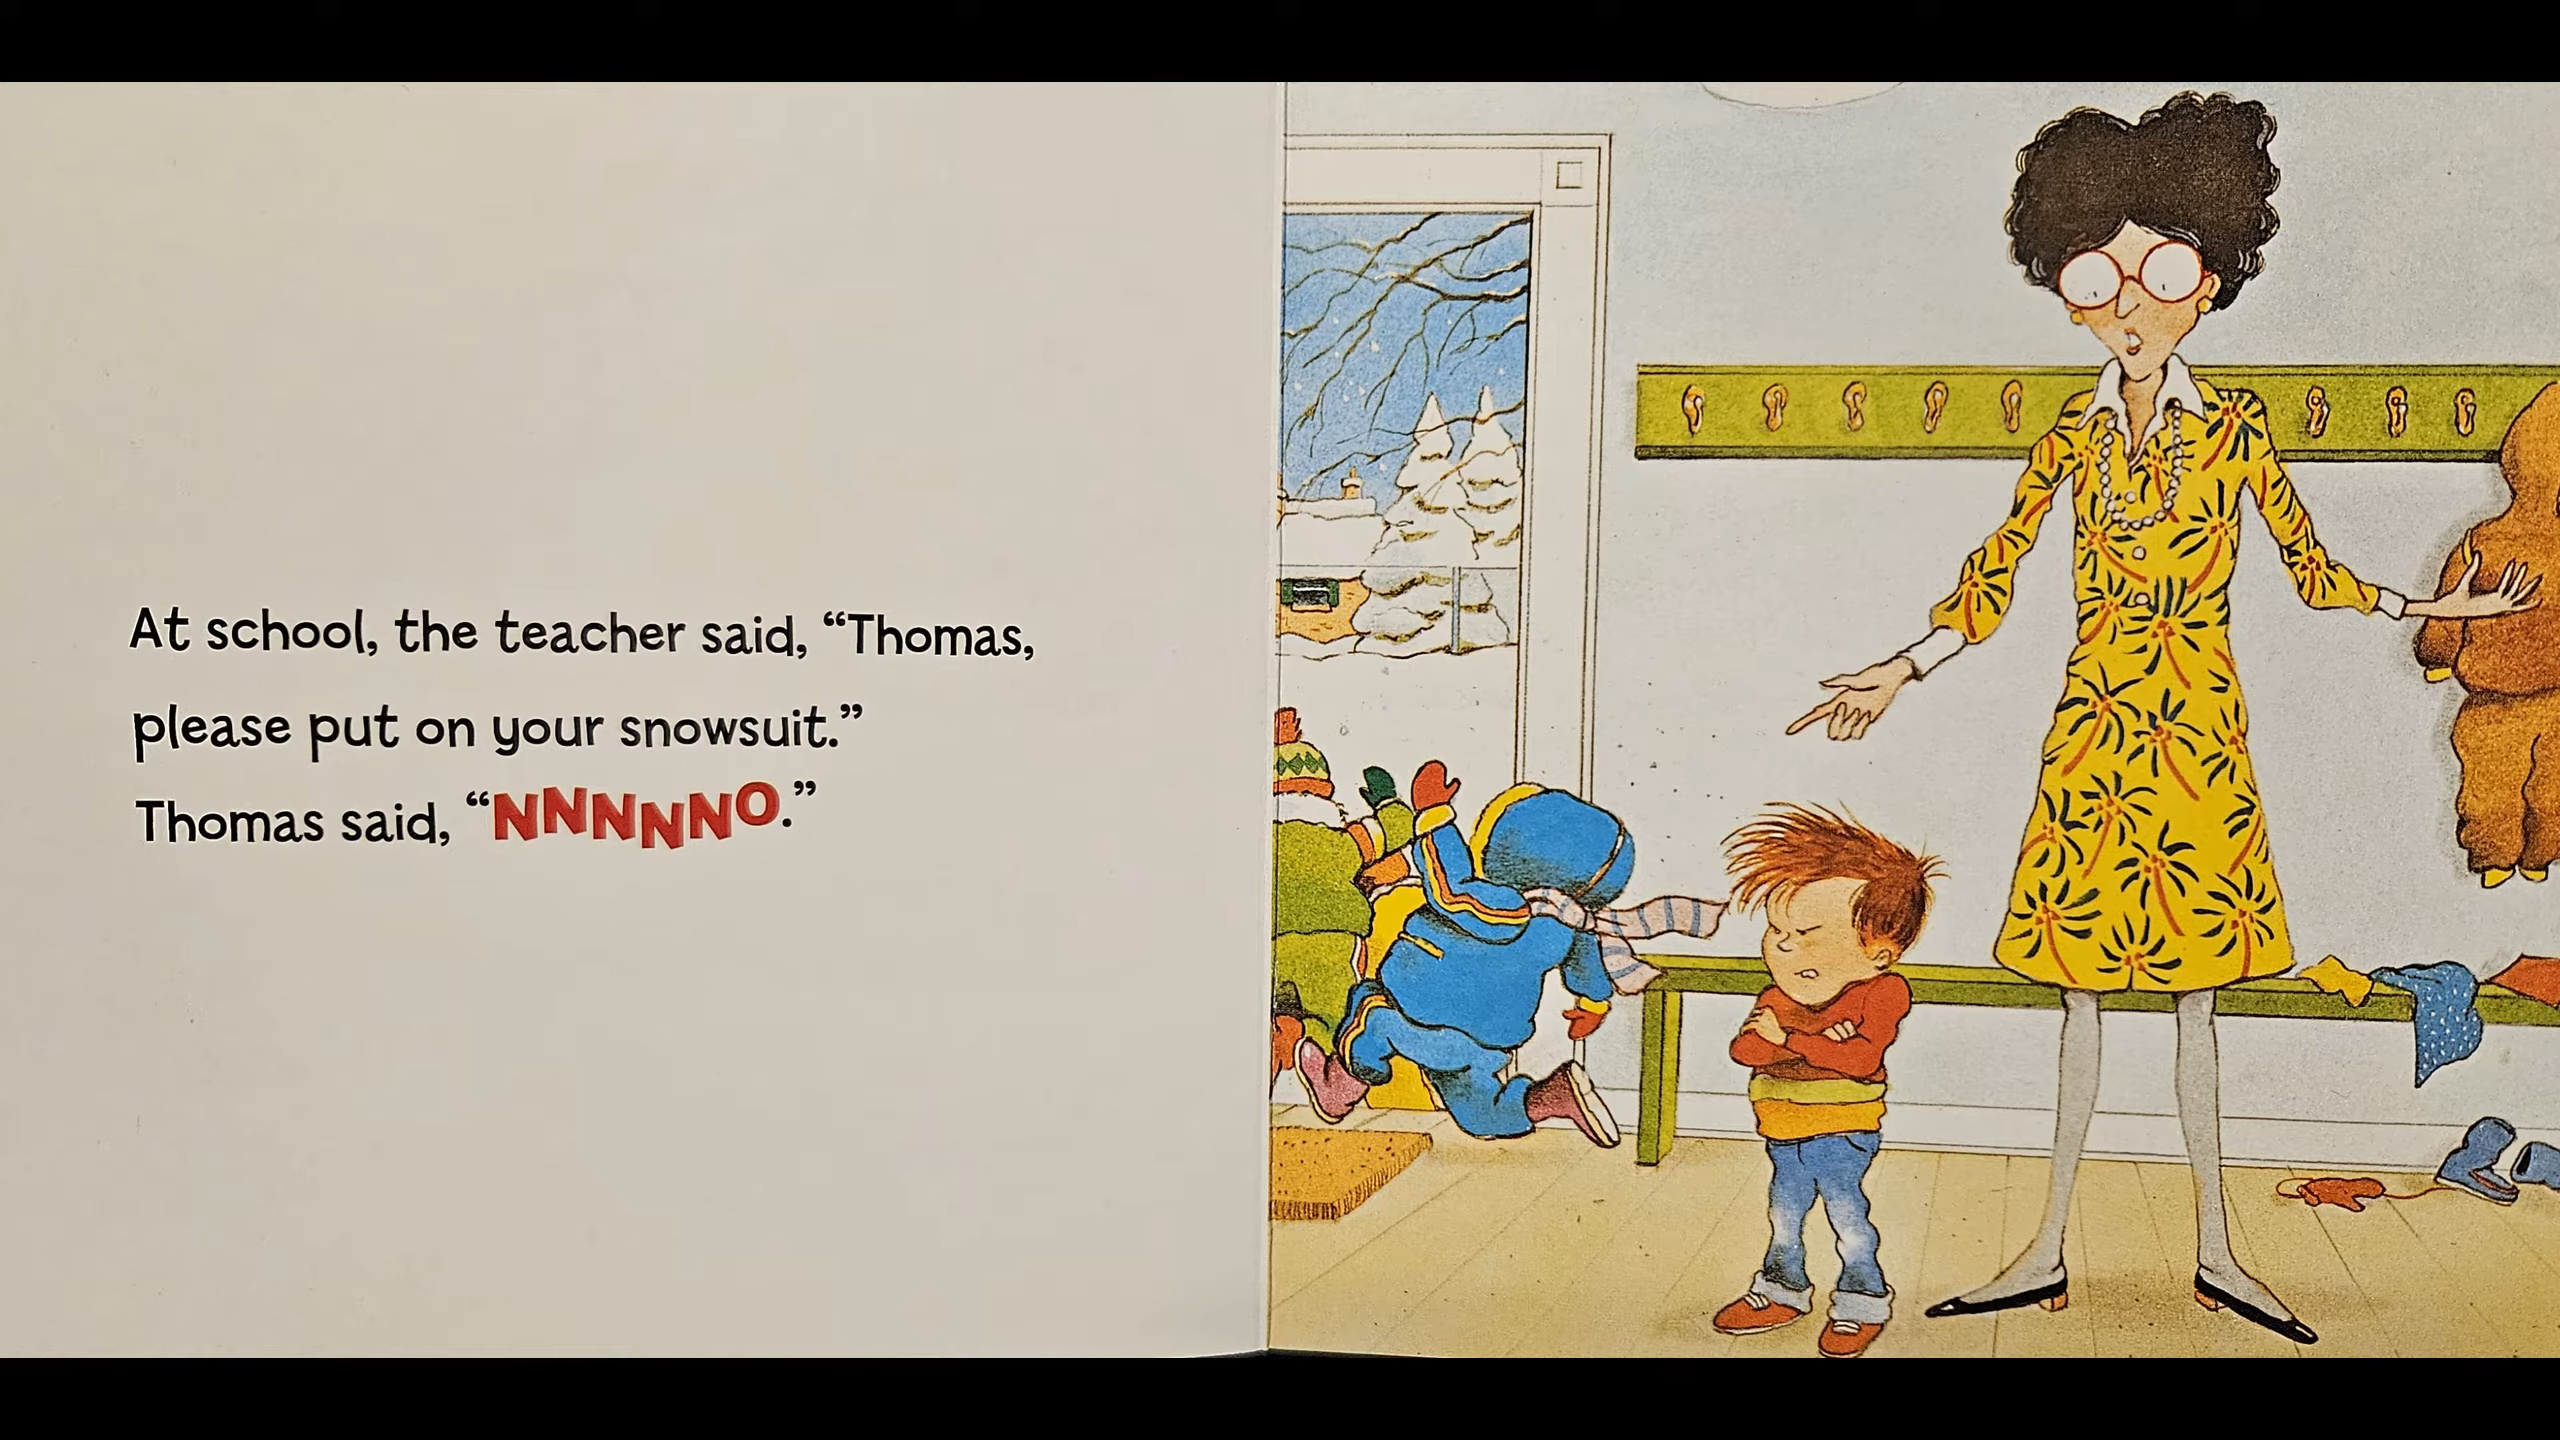 At school, the teacher said, “Thomas,
please put on your snowsuit.”
Thomas said, “NNNNNO.”